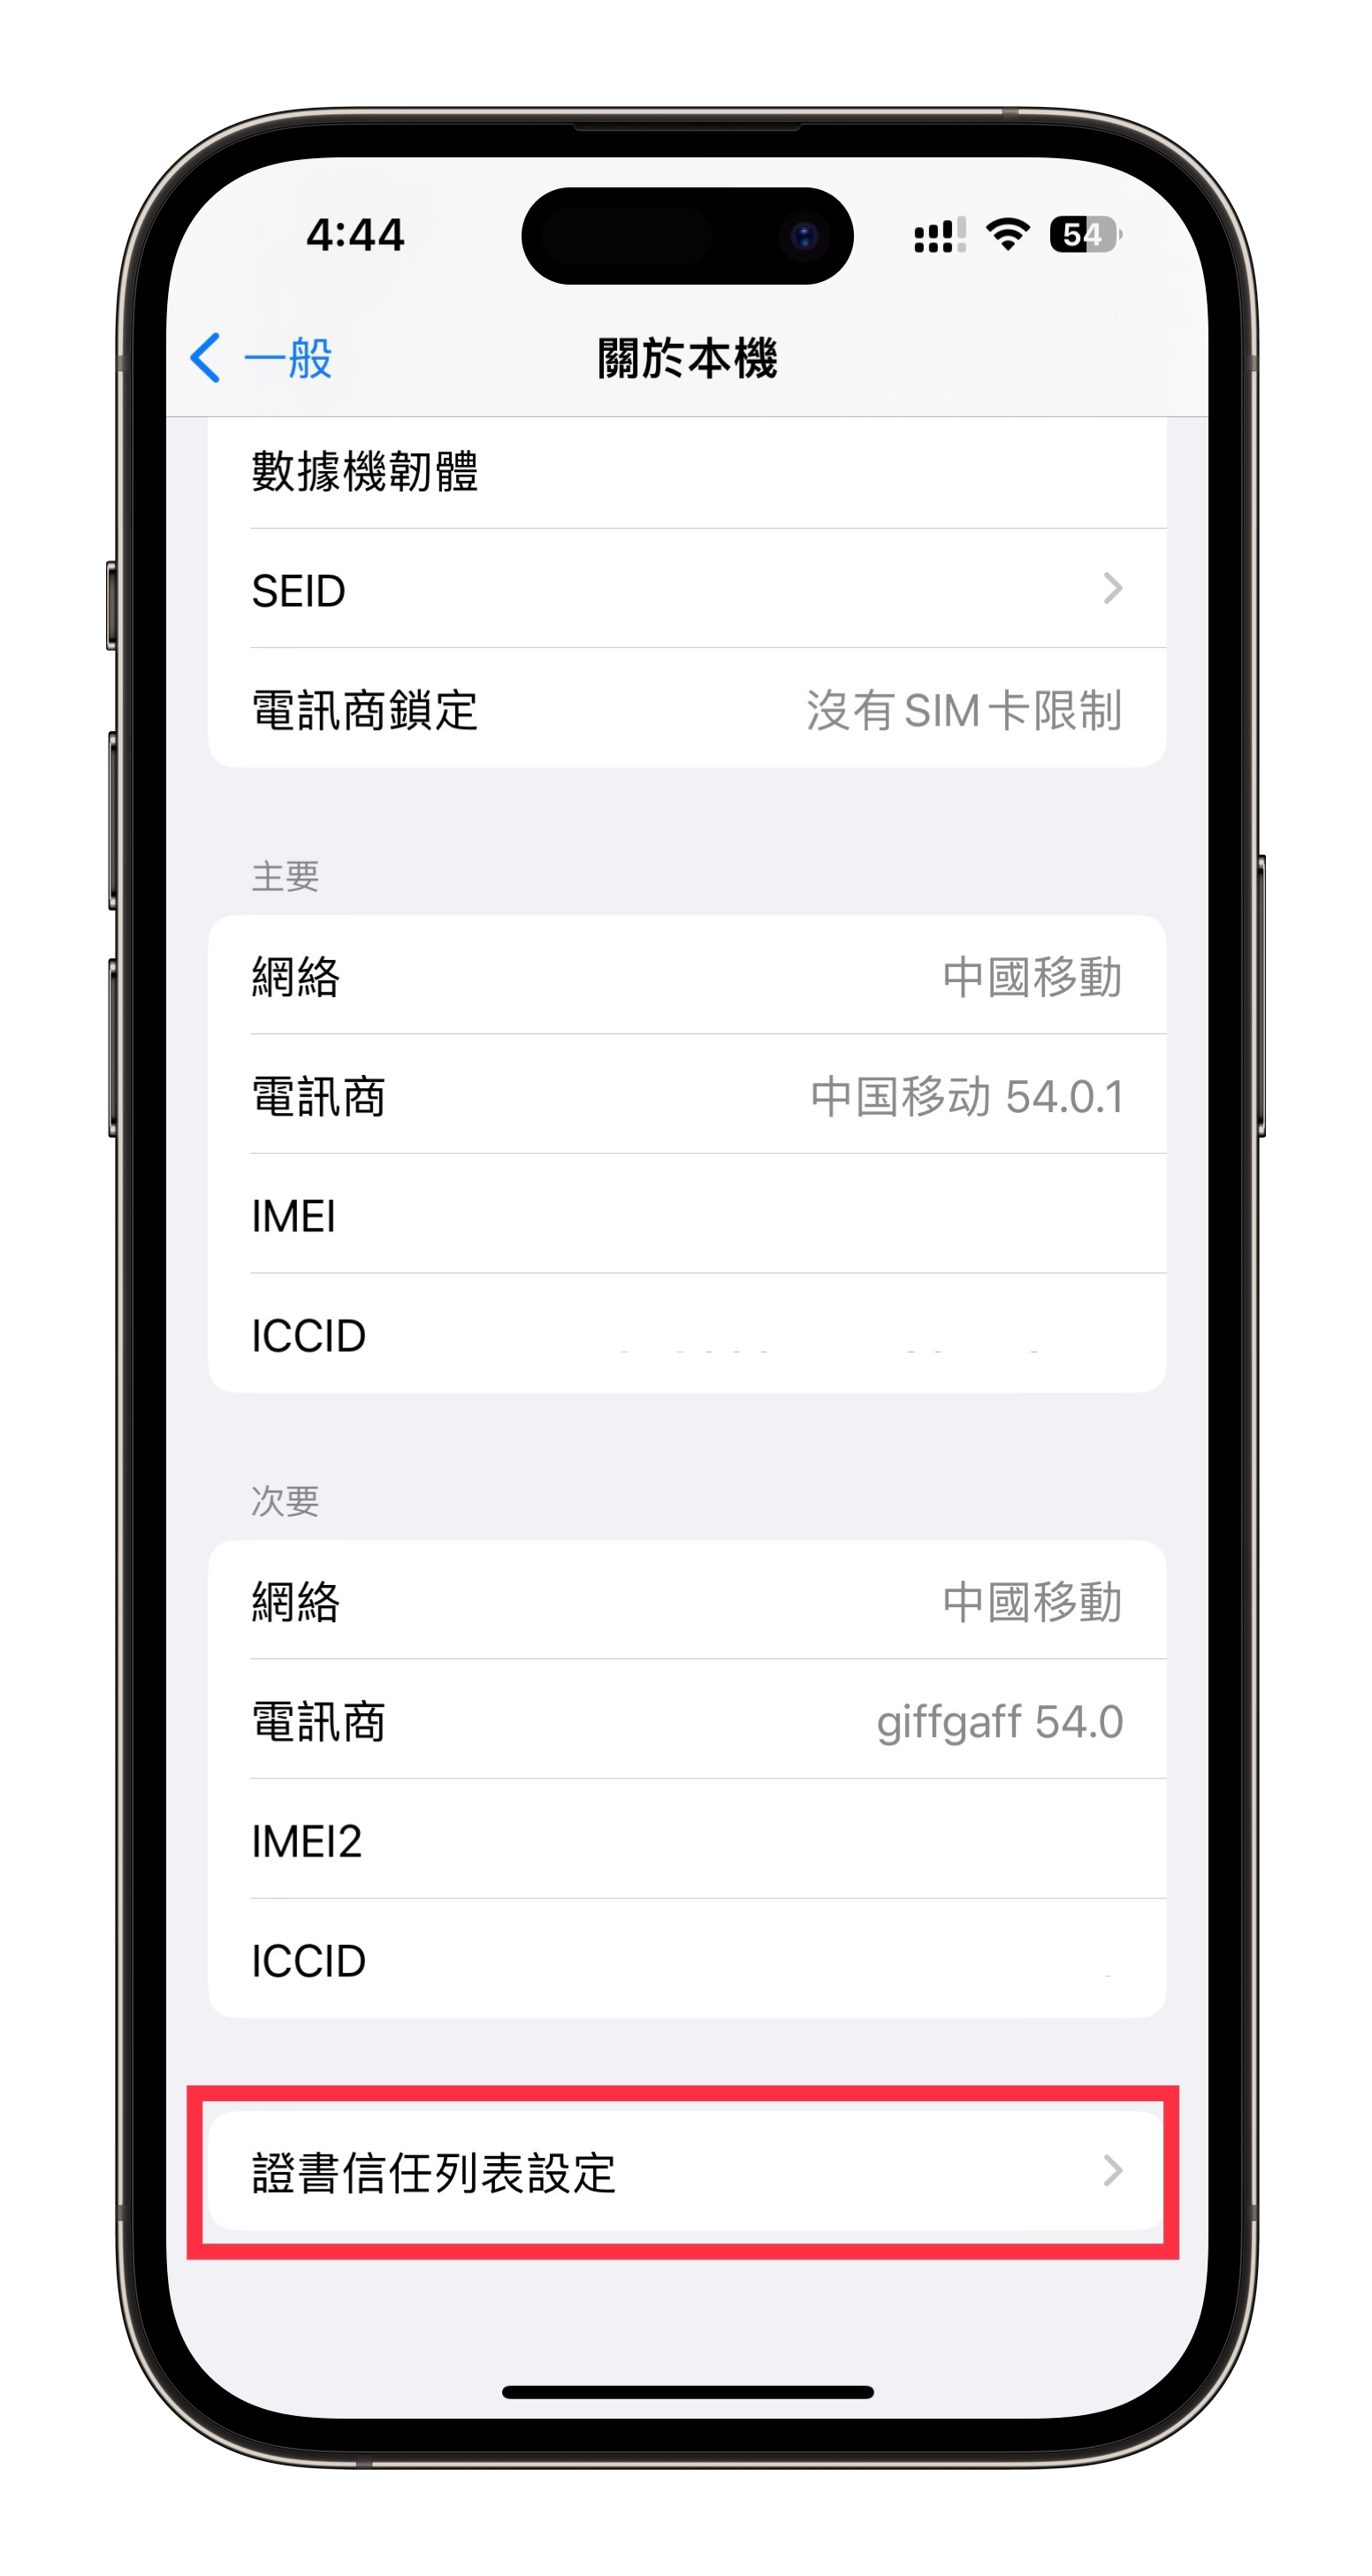 4:44
54
一般
關於本機
數據機韌體
SEID
電訊商鎖定 沒有 SIM 卡限制
主要
網絡 中國移動
電訊商 中国移动 54.0.1
IMEI
ICCID
次要
網絡 中國移動
電訊商 giffgaff 54.0
IMEI2
ICCID
證書信任列表設定